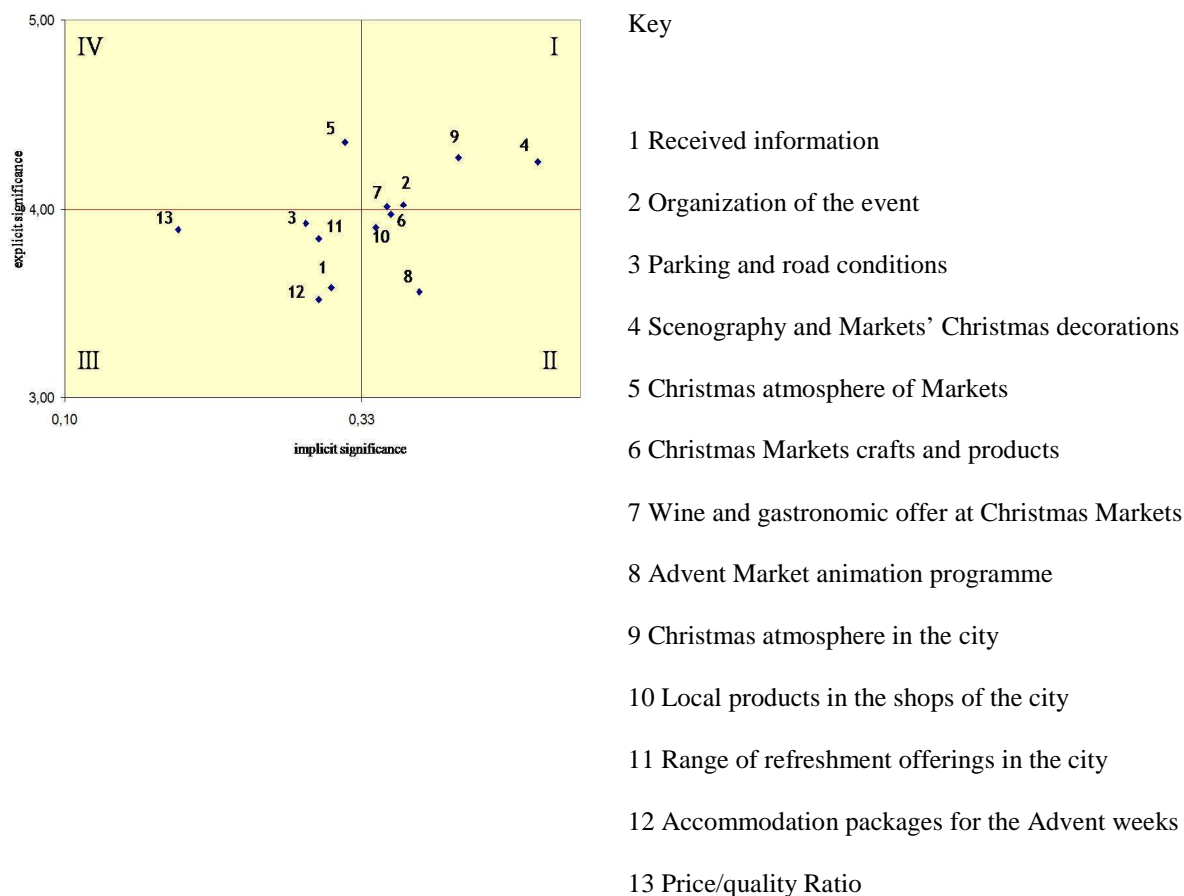 5,00
IV
I
5
9
4
7
2
explicit significance
4,00
13
3
11
6
10
1
8
12
III
II
3,00
0,10
0,33
implicit significance
Key
1 Received information
2 Organization of the event
3 Parking and road conditions
4 Scenography and Markets’ Christmas decorations
5 Christmas atmosphere of Markets
6 Christmas Markets crafts and products
7 Wine and gastronomic offer at Christmas Markets
8 Advent Market animation programme
9 Christmas atmosphere in the city
10 Local products in the shops of the city
11 Range of refreshment offerings in the city
12 Accommodation packages for the Advent weeks
13 Price/quality Ratio